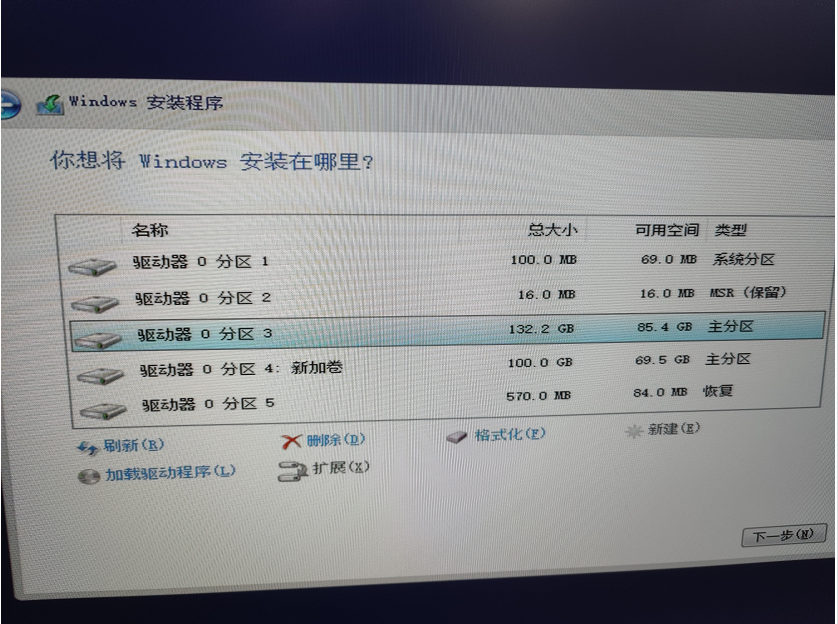 Windows 安装程序
你想将 Windows 安装在哪里?
名称 总大小 可用空间 类型
驱动器 0 分区 1 100.0 MB 69.0 MB 系统分区
驱动器 0 分区 2 16.0 MB 16.0 MB MSR (保留)
驱动器 0 分区 3 132.2 GB 85.4 GB 主分区
驱动器 0 分区 4: 新加卷 100.0 GB 69.5 GB 主分区
驱动器 0 分区 5 570.0 MB 84.0 MB 恢复
刷新(R) 删除(D) 格式化(F) 新建(E)
加载驱动程序(L) 扩展(X)
下一步(N)